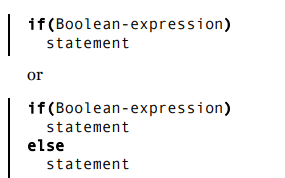 if(Boolean-expression)
  statement
or
if(Boolean-expression)
  statement
else
  statement